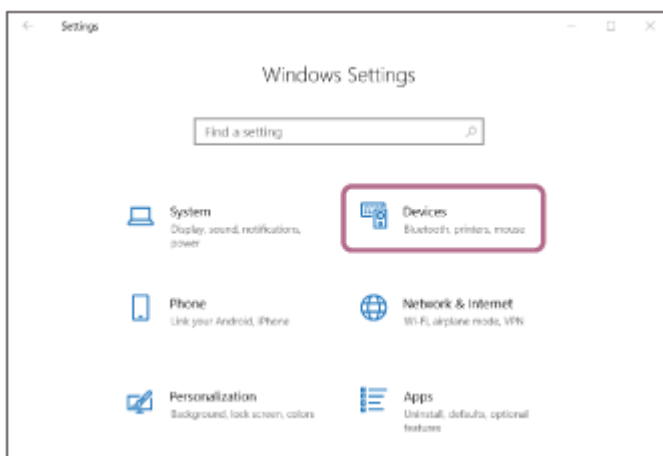 Settings
Windows Settings
Find a setting
System
Display, sound, notifications,
power
Devices
Bluetooth, printers, mouse
Phone
Link your Android, iPhone
Network & Internet
Wi-Fi, airplane mode, VPN
Personalization
Background, lock screen, colors
Apps
Uninstall, defaults, optional
features